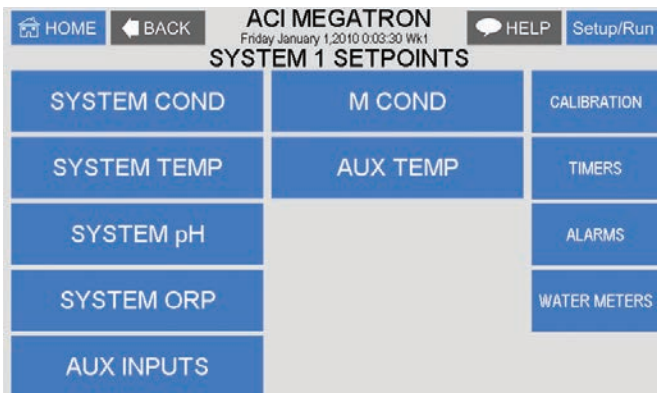 HOME BACK ACI MEGATRON HELP Setup/Run
Friday January 1,2010 0:03:30 Wk1
SYSTEM 1 SETPOINTS
SYSTEM COND M COND CALIBRATION
SYSTEM TEMP AUX TEMP TIMERS
SYSTEM pH ALARMS
SYSTEM ORP WATER METERS
AUX INPUTS